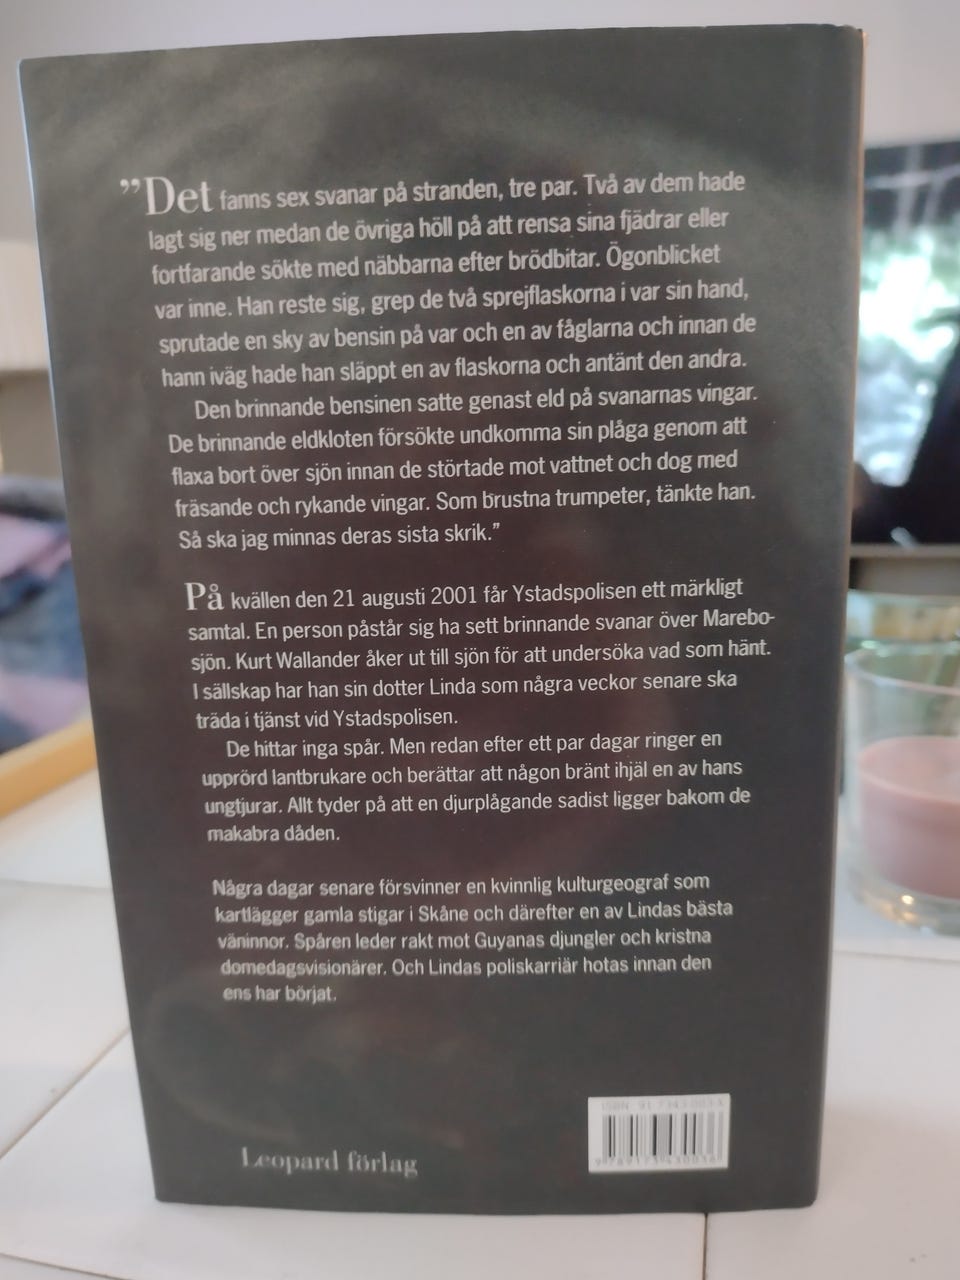 ”Det fanns sex svanar på stranden, tre par. Två av dem hade
lagt sig ner medan de övriga höll på att rensa sina fjädrar eller
fortfarande sökte med näbbarna efter brödbitar. Ögonblicket
var inne. Han reste sig, grep de två sprejflaskorna i var sin hand,
sprutade en sky av bensin på var och en av fåglarna och innan de
hann iväg hade han släppt en av flaskorna och antänt den andra.
Den brinnande bensinen satte genast eld på svanarnas vingar.
De brinnande eldkloten försökte undkomma sin plåga genom att
flaxa bort över sjön innan de störtade mot vattnet och dog med
fräsande och rykande vingar. Som brustna trumpeter, tänkte han.
Så ska jag minnas deras sista skrik.”
På kvällen den 21 augusti 2001 får Ystadspolisen ett märkligt
samtal. En person påstår sig ha sett brinnande svanar över Marebo-
sjön. Kurt Wallander åker ut till sjön för att undersöka vad som hänt.
I sällskap har han sin dotter Linda som några veckor senare ska
träda i tjänst vid Ystadspolisen.
De hittar inga spår. Men redan efter ett par dagar ringer en
upprörd lantbrukare och berättar att någon bränt ihjäl en av hans
ungtjurar. Allt tyder på att en djurplågande sadist ligger bakom de
makabra dåden.
Några dagar senare försvinner en kvinnlig kulturgeograf som
kartlägger gamla stigar i Skåne och därefter en av Lindas bästa
väninnor. Spåren leder rakt mot Guyanas djungler och kristna
domedagsvisionärer. Och Lindas poliskarriär hotas innan den
ens har börjat.
ISBN 91-7343-003-X
9789173430036
Leopard förlag